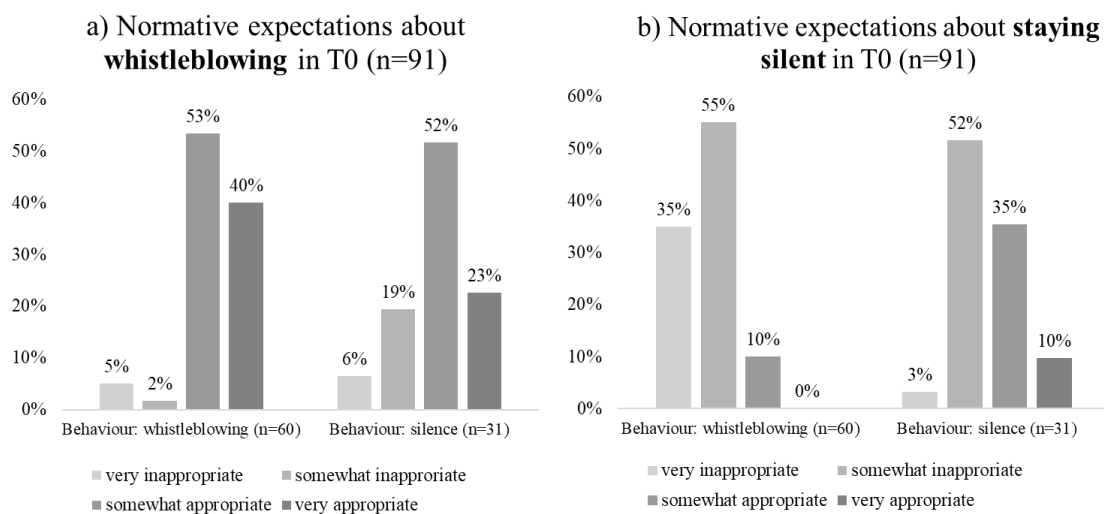 a) Normative expectations about
whistleblowing in T0 (n=91)
60%
50%
40%
30%
20%
10%
0%
5%
2%
53%
40%
6%
19%
52%
23%
Behaviour: whistleblowing (n=60)
Behaviour: silence (n=31)
very inappropriate
somewhat inapproriate
somewhat appropriate
very appropriate
b) Normative expectations about staying
silent in T0 (n=91)
60%
50%
40%
30%
20%
10%
0%
35%
55%
10%
0%
3%
52%
35%
10%
Behaviour: whistleblowing (n=60)
Behaviour: silence (n=31)
very inappropriate
somewhat inapproriate
somewhat appropriate
very appropriate